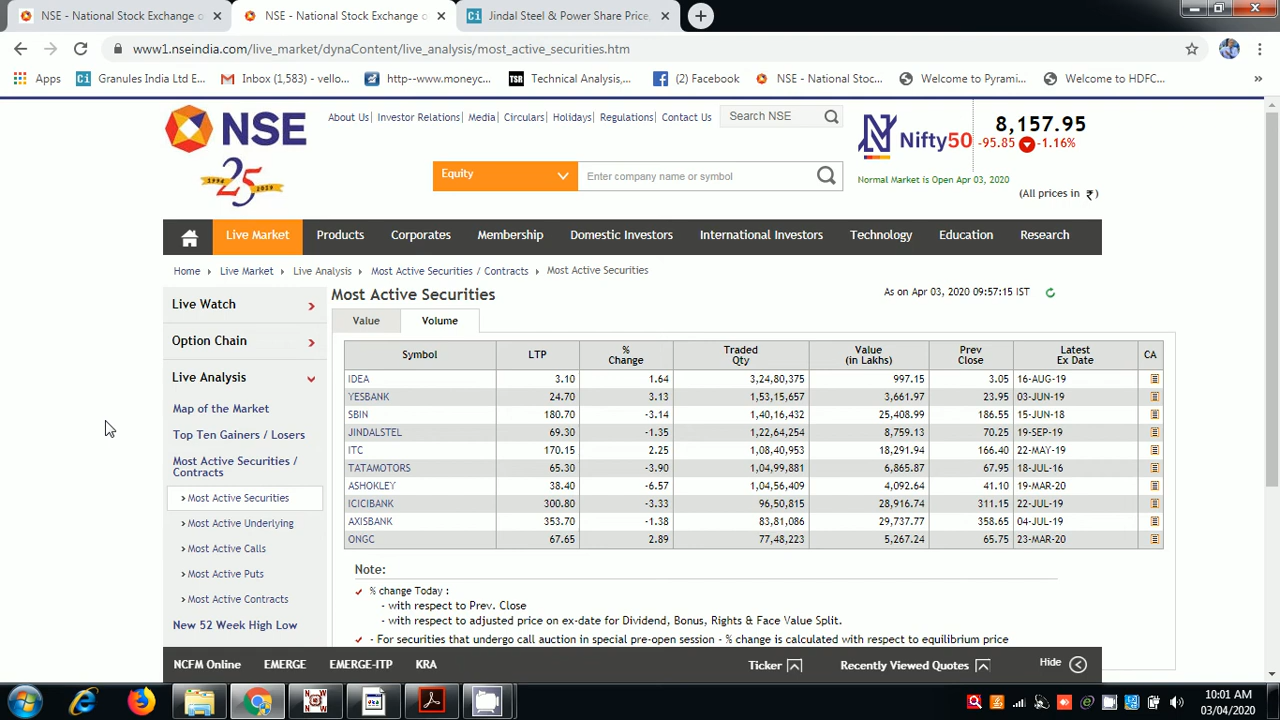 NSE - National Stock Exchange o
NSE - National Stock Exchange o
Ci Jindal Steel & Power Share Price,
www1.nseindia.com/live_market/dynaContent/live_analysis/most_active_securities.htm
Apps Ci Granules India Ltd E... Inbox (1,583) - vello... http--www.moneyc... TSR Technical Analysis,... (2) Facebook NSE - National Stoc... Welcome to Pyrami... Welcome to HDFC... »
NSE
1994 25 2019
About Us| Investor Relations| Media| Circulars| Holidays| Regulations| Contact Us
Search NSE
Equity
Enter company name or symbol
Nifty50
8,157.95
-95.85 -1.16%
Normal Market is Open Apr 03, 2020
(All prices in ₹)
Live Market Products Corporates Membership Domestic Investors International Investors Technology Education Research
Home Live Market Live Analysis Most Active Securities / Contracts Most Active Securities
Live Watch
Option Chain
Live Analysis
Map of the Market
Top Ten Gainers / Losers
Most Active Securities /
Contracts
Most Active Securities
Most Active Underlying
Most Active Calls
Most Active Puts
Most Active Contracts
New 52 Week High Low
Most Active Securities
As on Apr 03, 2020 09:57:15 IST
Value Volume
Symbol LTP % Change Traded Qty Value (in Lakhs) Prev Close Latest Ex Date CA
IDEA 3.10 1.64 3,24,80,375 997.15 3.05 16-AUG-19
YESBANK 24.70 3.13 1,53,15,657 3,661.97 23.95 03-JUN-19
SBIN 180.70 -3.14 1,40,16,432 25,408.99 186.55 15-JUN-18
JINDALSTEL 69.30 -1.35 1,22,64,254 8,759.13 70.25 19-SEP-19
ITC 170.15 2.25 1,08,40,953 18,291.94 166.40 22-MAY-19
TATAMOTORS 65.30 -3.90 1,04,99,881 6,865.87 67.95 18-JUL-16
ASHOKLEY 38.40 -6.57 1,04,56,409 4,092.64 41.10 19-MAR-20
ICICIBANK 300.80 -3.33 96,50,815 28,916.74 311.15 22-JUL-19
AXISBANK 353.70 -1.38 83,81,086 29,737.77 358.65 04-JUL-19
ONGC 67.65 2.89 77,48,223 5,267.24 65.75 23-MAR-20
Note:
% change Today :
- with respect to Prev. Close
- with respect to adjusted price on ex-date for Dividend, Bonus, Rights & Face Value Split.
- For securities that undergo call auction in special pre-open session - % change is calculated with respect to equilibrium price
NCFM Online EMERGE EMERGE-ITP KRA Ticker Recently Viewed Quotes Hide
10:01 AM
03/04/2020